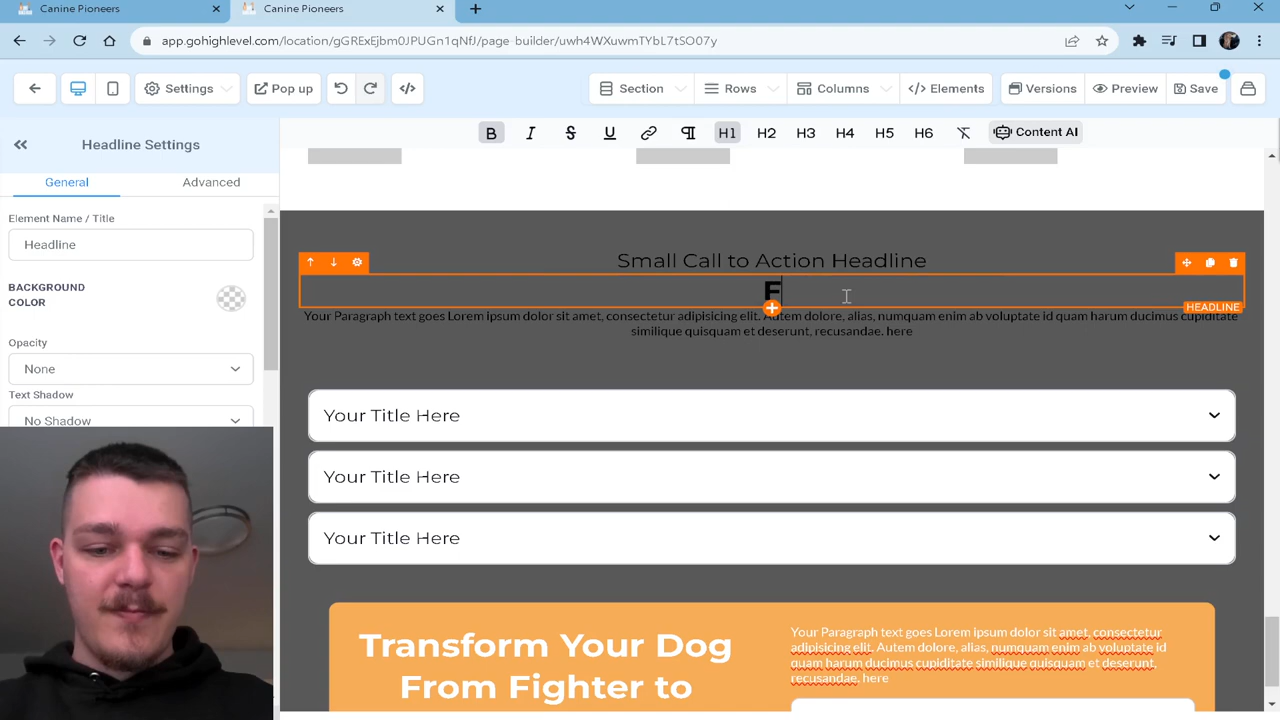 Canine Pioneers
Canine Pioneers
app.gohighlevel.com/location/gGRExEjbm0JPUGn1qNfJ/page-builder/uwh4WXuwmTYbL7tSO07y
Settings
Pop up
Section
Rows
Columns
Elements
Versions
Preview
Save
Headline Settings
B I S U H1 H2 H3 H4 H5 H6 Content AI
General
Advanced
Element Name / Title
Headline
BACKGROUND
COLOR
Opacity
None
Text Shadow
No Shadow
Small Call to Action Headline
F
HEADLINE
Your Paragraph text goes Lorem ipsum dolor sit amet, consectetur adipisicing elit. Autem dolore, alias, numquam enim ab voluptate id quam harum ducimus cupiditate
similique quisquam et deserunt, recusandae. here
Your Title Here
Your Title Here
Your Title Here
Transform Your Dog
From Fighter to
Your Paragraph text goes Lorem ipsum dolor sit amet, consectetur
adipisicing elit. Autem dolore, alias, numquam enim ab voluptate id
quam harum ducimus cupiditate similique quisquam et deserunt,
recusandae. here